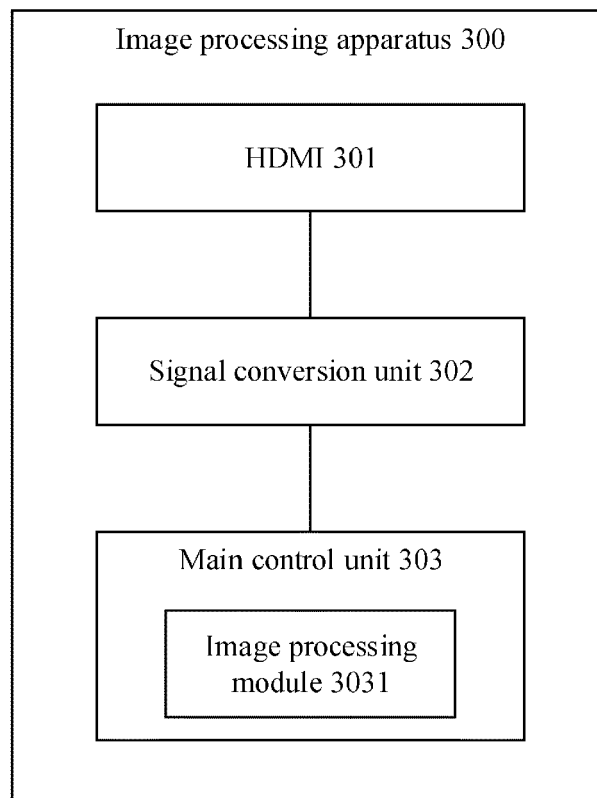 Image processing apparatus 300
HDMI 301
Signal conversion unit 302
Main control unit 303
Image processing
module 3031